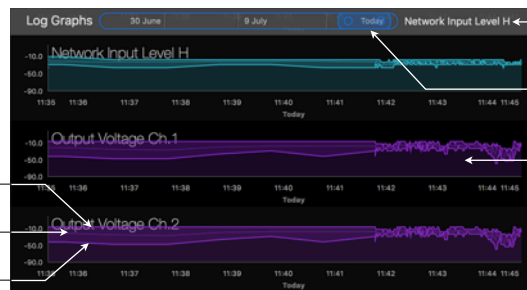 Log Graphs 30 June 9 July Today Network Input Level H
Network Input Level H
-10.0
-50.0
-90.0
11:35 11:36 11:37 11:38 11:39 11:40 11:41 11:42 11:43 11:44 11:45
Today
Output Voltage Ch.1
-10.0
-50.0
-90.0
11:35 11:36 11:37 11:38 11:39 11:40 11:41 11:42 11:43 11:44 11:45
Today
Output Voltage Ch.2
-10.0
-50.0
-90.0
11:35 11:36 11:37 11:38 11:39 11:40 11:41 11:42 11:43 11:44 11:45
Today